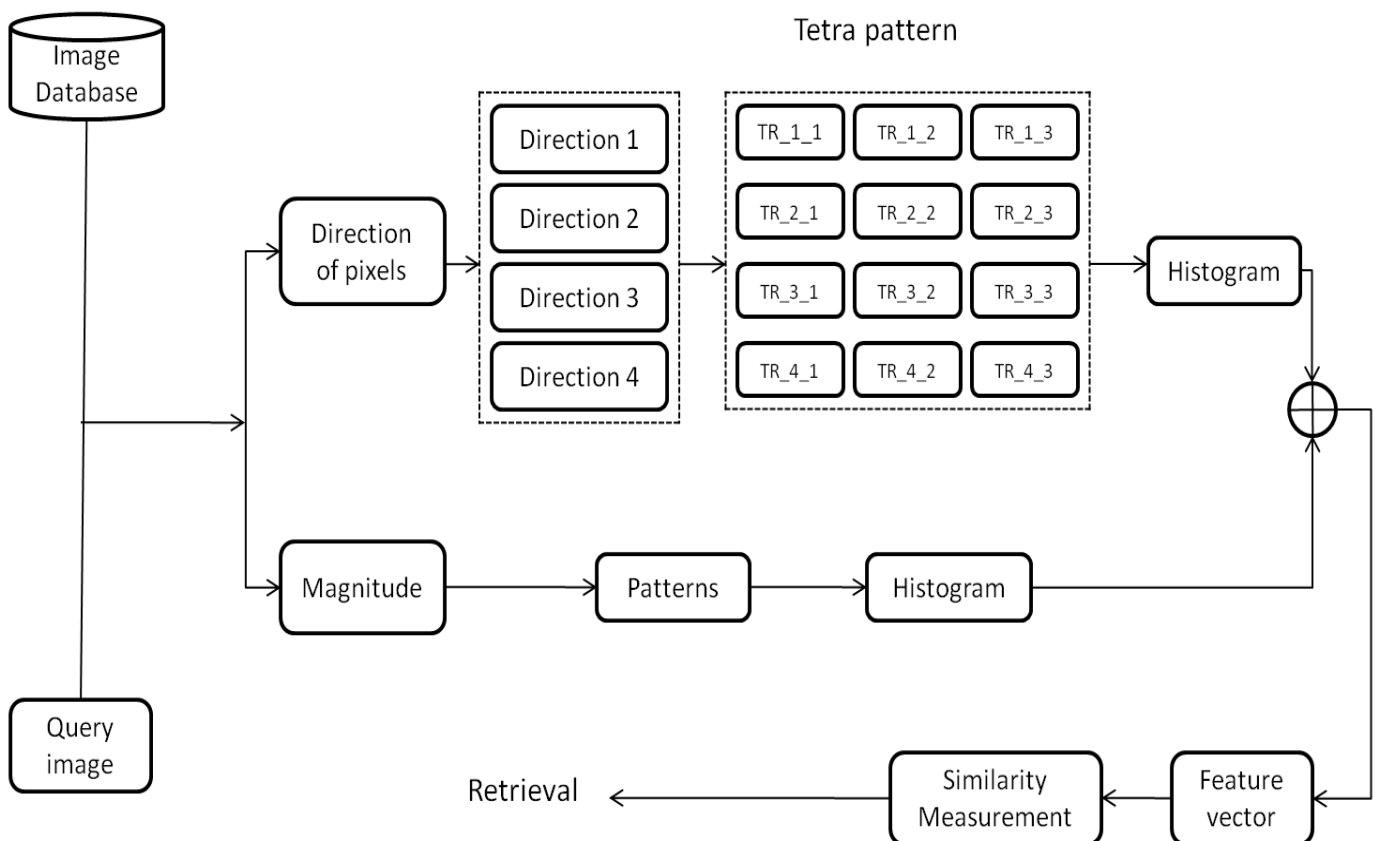 Tetra pattern
Image
Database
Direction 1
Direction 2
Direction 3
Direction 4
TR_1_1
TR_1_2
TR_1_3
TR_2_1
TR_2_2
TR_2_3
TR_3_1
TR_3_2
TR_3_3
TR_4_1
TR_4_2
TR_4_3
Direction
of pixels
Histogram
Magnitude
Patterns
Histogram
Query
image
Retrieval
Similarity
Measurement
Feature
vector